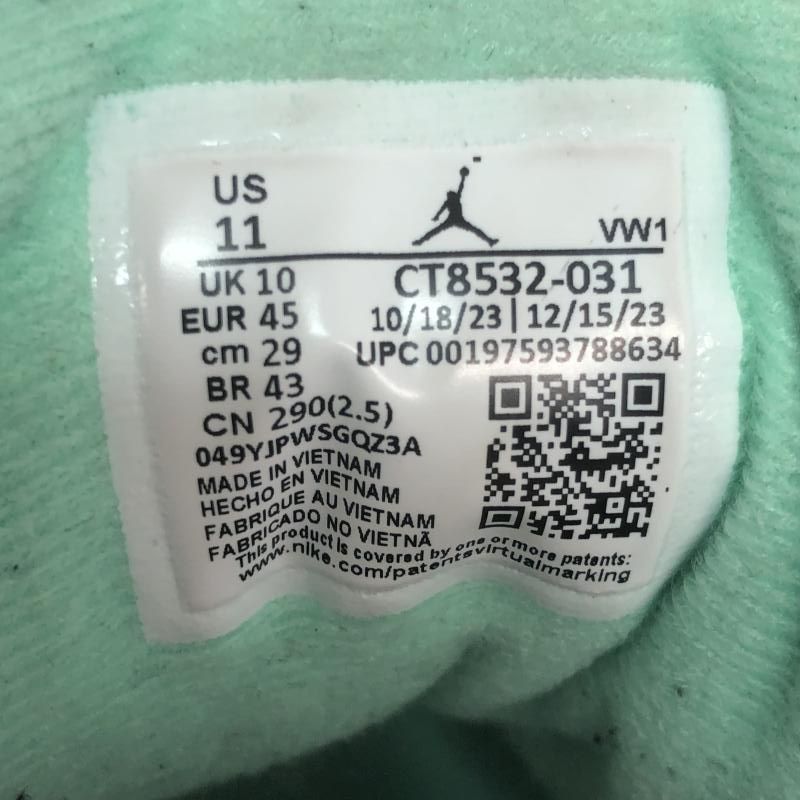 US
11
VW1
UK 10
CT8532-031
EUR 45
10/18/23 | 12/15/23
cm 29
UPC 00197593788634
BR 43
CN 290(2.5)
049YJPWSGQZ3A
MADE IN VIETNAM
HECHO EN VIETNAM
FABRIQUE AU VIETNAM
FABRICADO NO VIETNÃ
This product is covered by one or more patents:
www.nike.com/patentsvirtualmarking